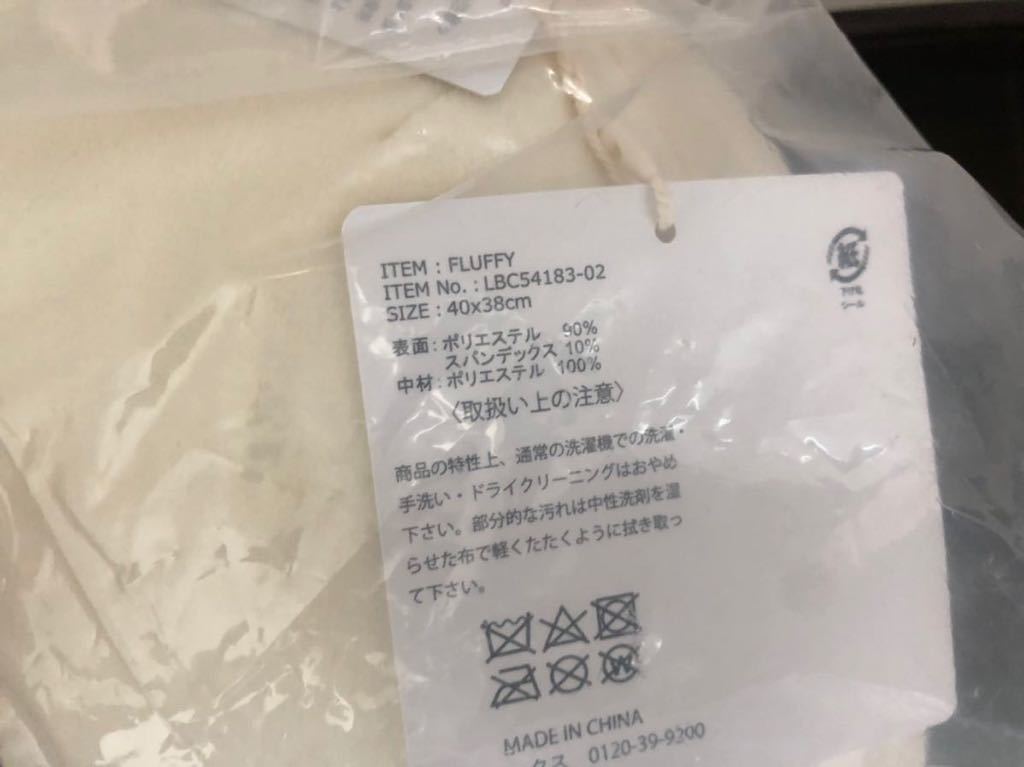 ITEM : FLUFFY
ITEM No. : LBC54183-02
SIZE : 40x38cm
表面 : ポリエステル 90%
スパンデックス 10%
中材 : ポリエステル 100%
〈取扱い上の注意〉
商品の特性上、通常の洗濯機での洗濯・
手洗い・ドライクリーニングはおやめ
下さい。部分的な汚れは中性洗剤を湿
らせた布で軽くたたくように拭き取っ
て下さい。
紙
W
MADE IN CHINA
クス 0120-39-9200